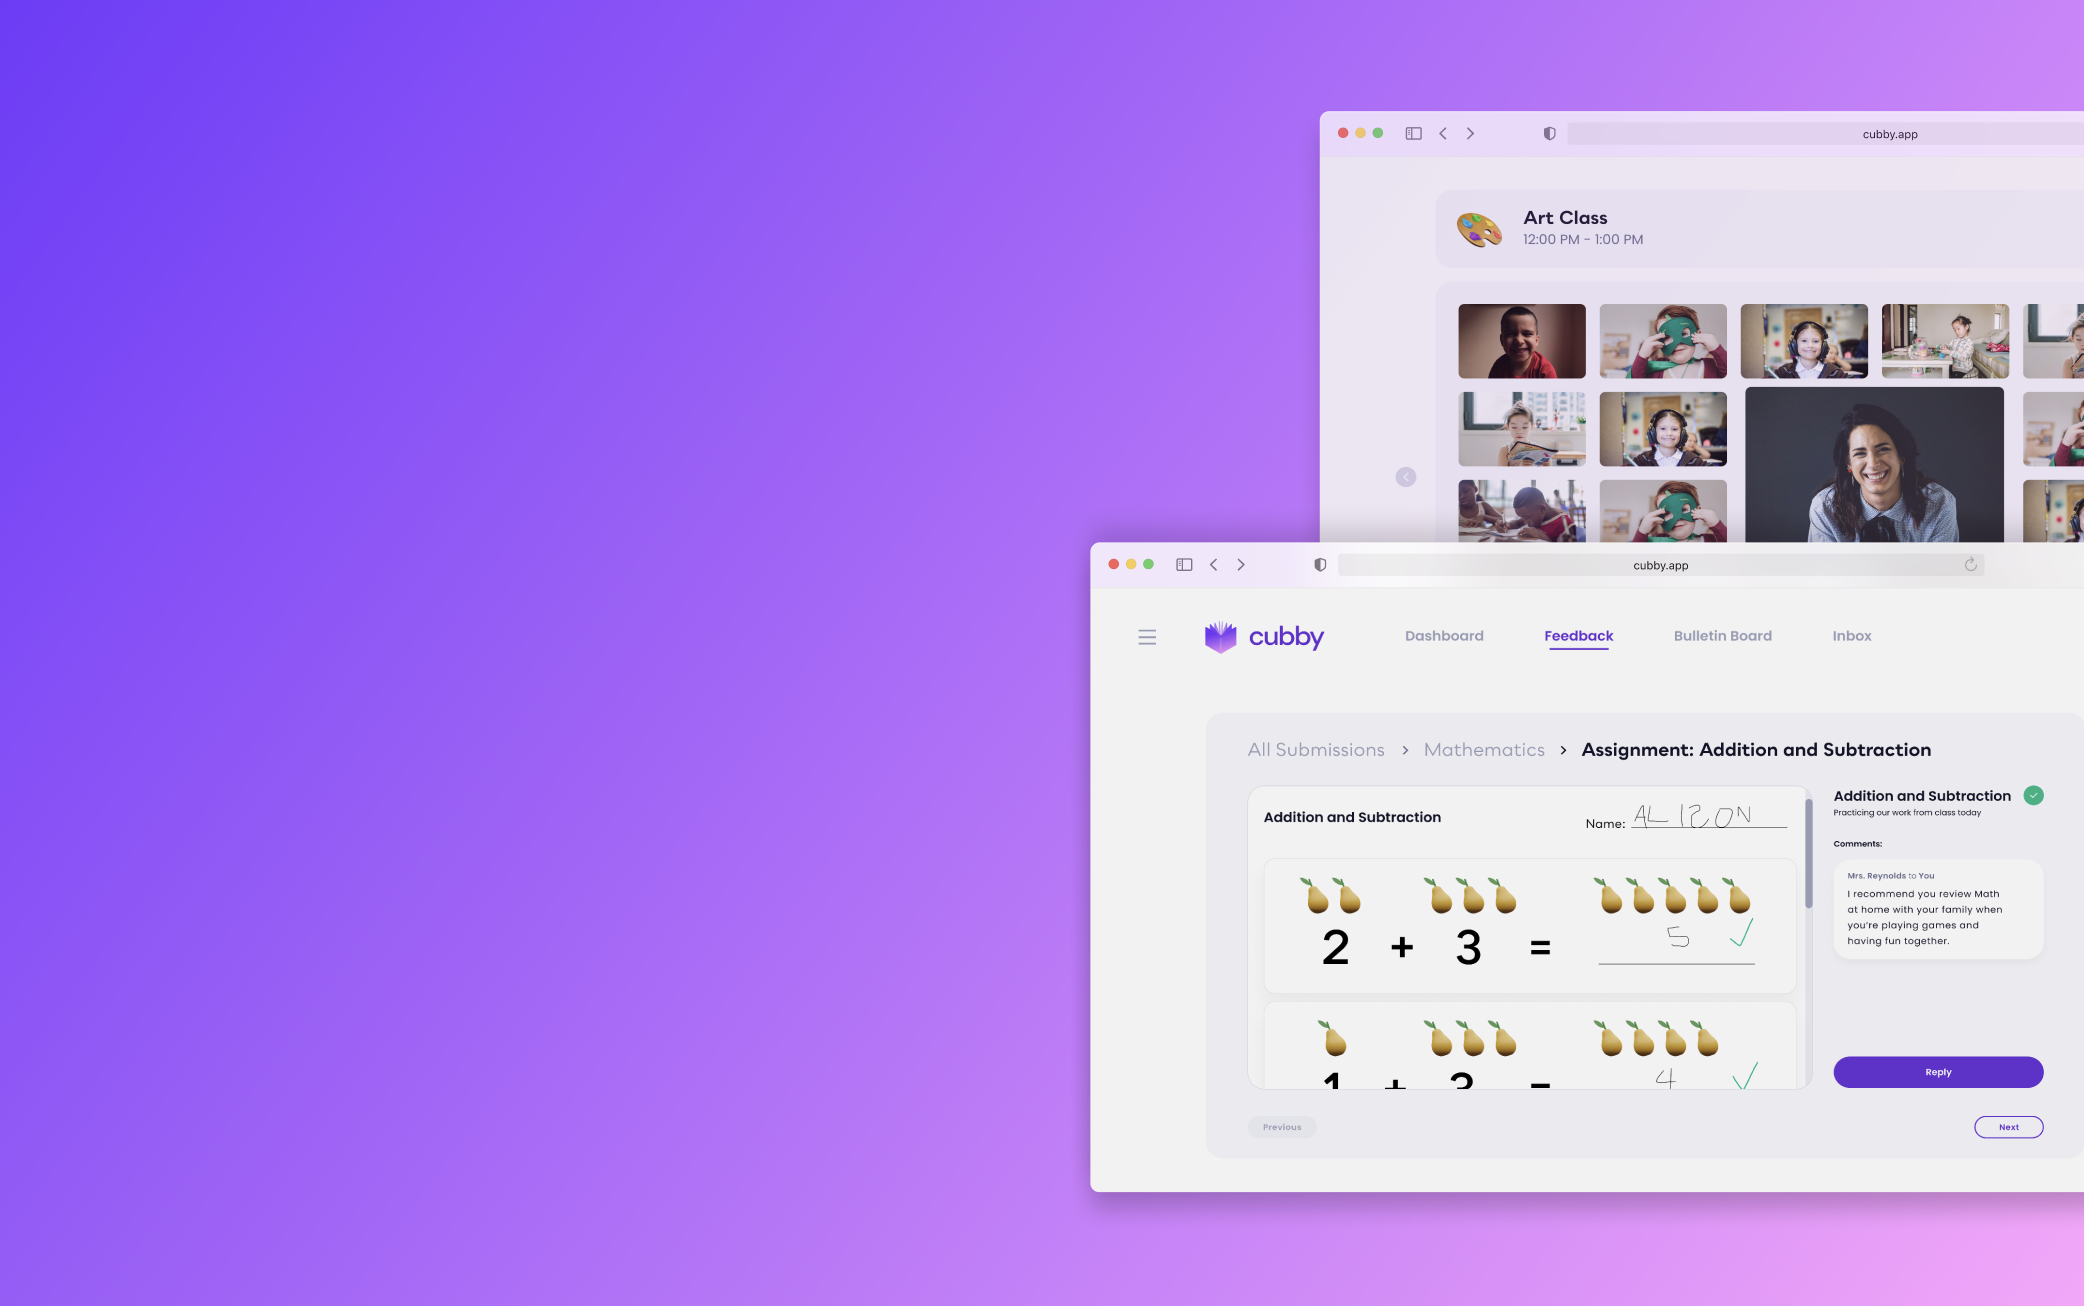 cubby.app
Art Class
12:00 PM - 1:00 PM
cubby.app
cubby
Dashboard
Feedback
Bulletin Board
Inbox
All Submissions > Mathematics > Assignment: Addition and Subtraction
Addition and Subtraction
Name: ALISON
2 + 3 = 5
1 + 3 = 4
Addition and Subtraction
Practicing our work from class today
Comments:
Mrs. Reynolds to You
I recommend you review Math
at home with your family when
you're playing games and
having fun together.
Reply
Previous
Next